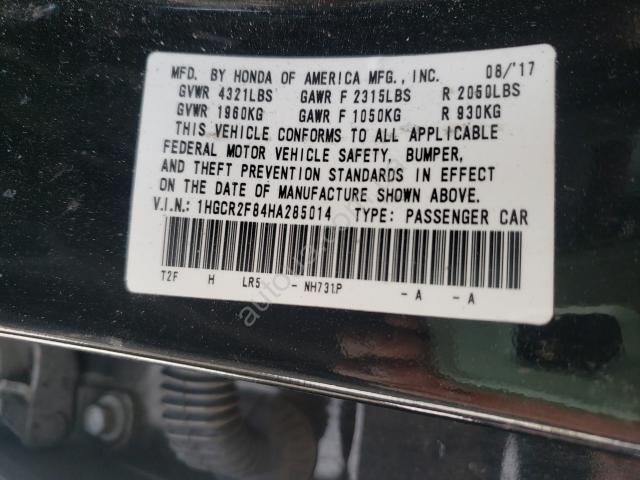 MFD. BY HONDA OF AMERICA MFG., INC. 08/'17
GVWR 4321LBS GAWR F 2315LBS R 2050LBS
GVWR 1960KG GAWR F 1050KG R 930KG
THIS VEHICLE CONFORMS TO ALL APPLICABLE
FEDERAL MOTOR VEHICLE SAFETY, BUMPER,
AND THEFT PREVENTION STANDARDS IN EFFECT
ON THE DATE OF MANUFACTURE SHOWN ABOVE.
V.I.N. 1HGCR2F84HA285014 TYPE: PASSENGER CAR
T2F H LR5 - NH731P - A - A